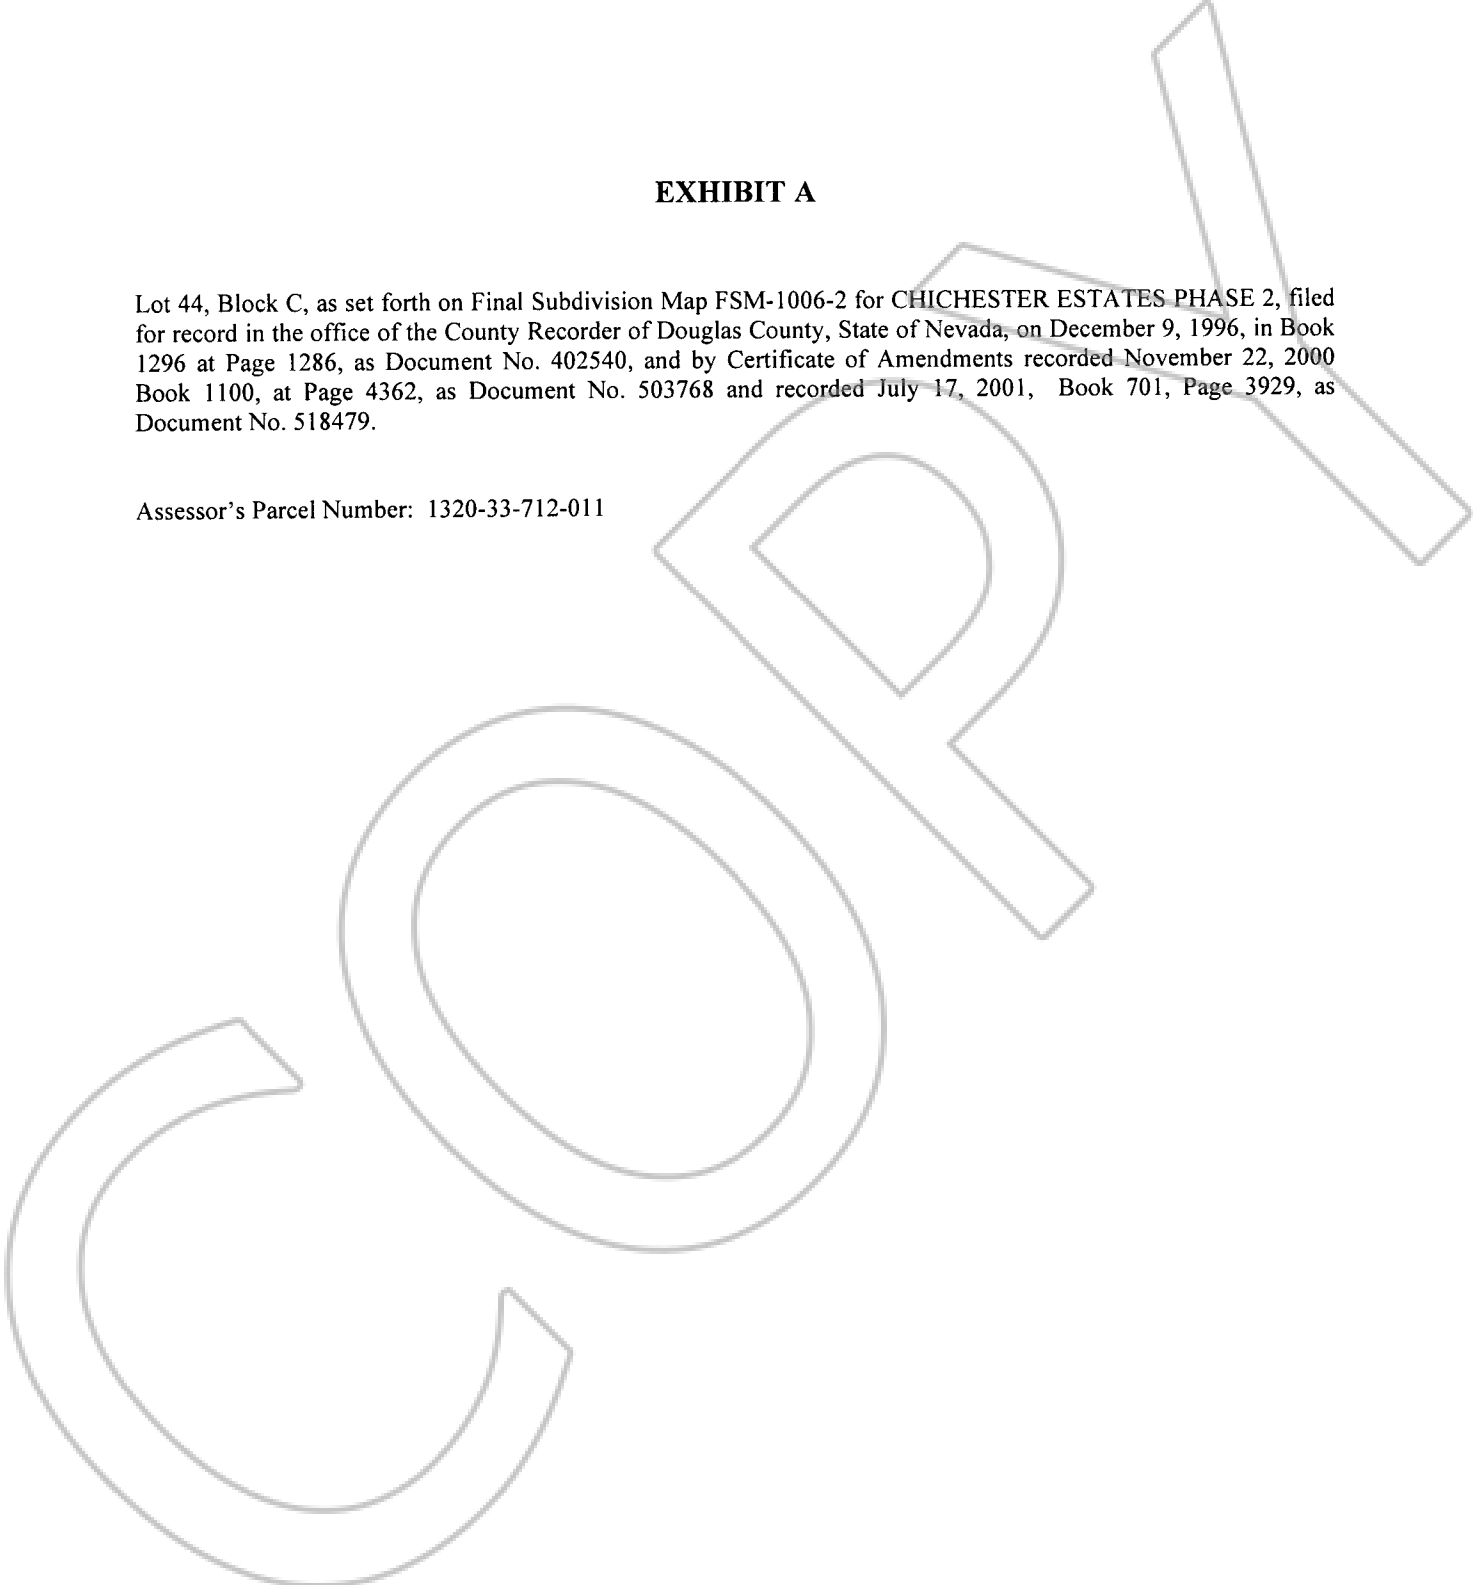 EXHIBIT A
Lot 44, Block C, as set forth on Final Subdivision Map FSM-1006-2 for CHICHESTER ESTATES PHASE 2, filed
for record in the office of the County Recorder of Douglas County, State of Nevada, on December 9, 1996, in Book
1296 at Page 1286, as Document No. 402540, and by Certificate of Amendments recorded November 22, 2000
Book 1100, at Page 4362, as Document No. 503768 and recorded July 17, 2001, Book 701, Page 3929, as
Document No. 518479.
Assessor's Parcel Number: 1320-33-712-011
COPY